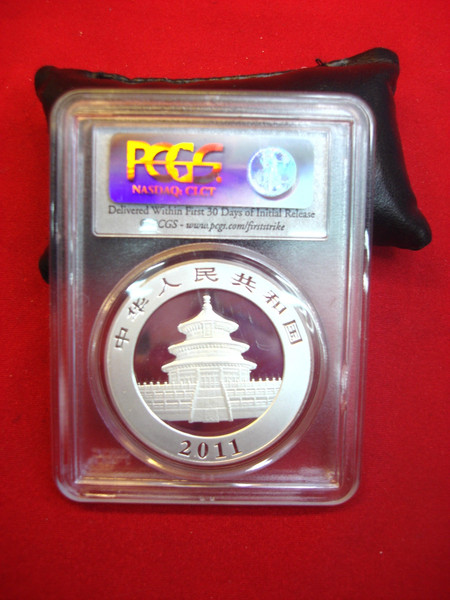 PCGS
NASDAQ: CLCT
Delivered Within First 30 Days of Initial Release
CGS - www.pcgs.com/firststrike
中华人民共和国
2011